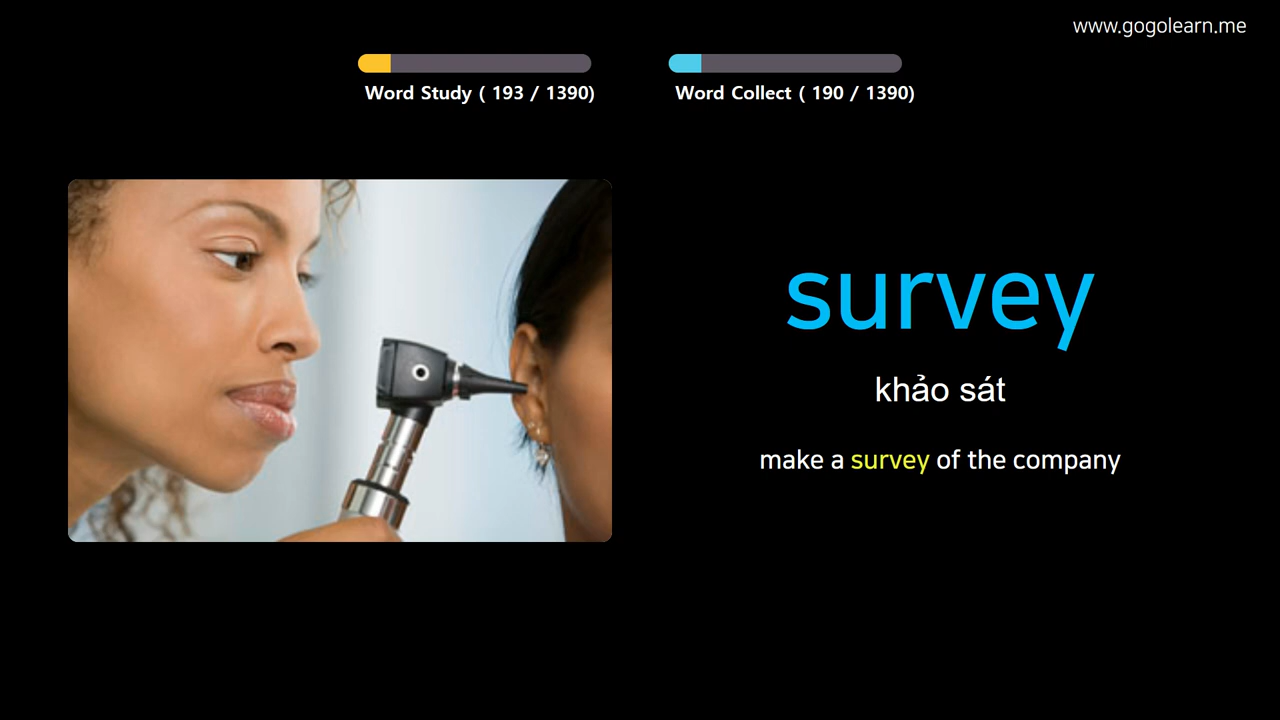 www.gogolearn.me
Word Study ( 193 / 1390)
Word Collect ( 190 / 1390)
survey
khảo sát
make a survey of the company